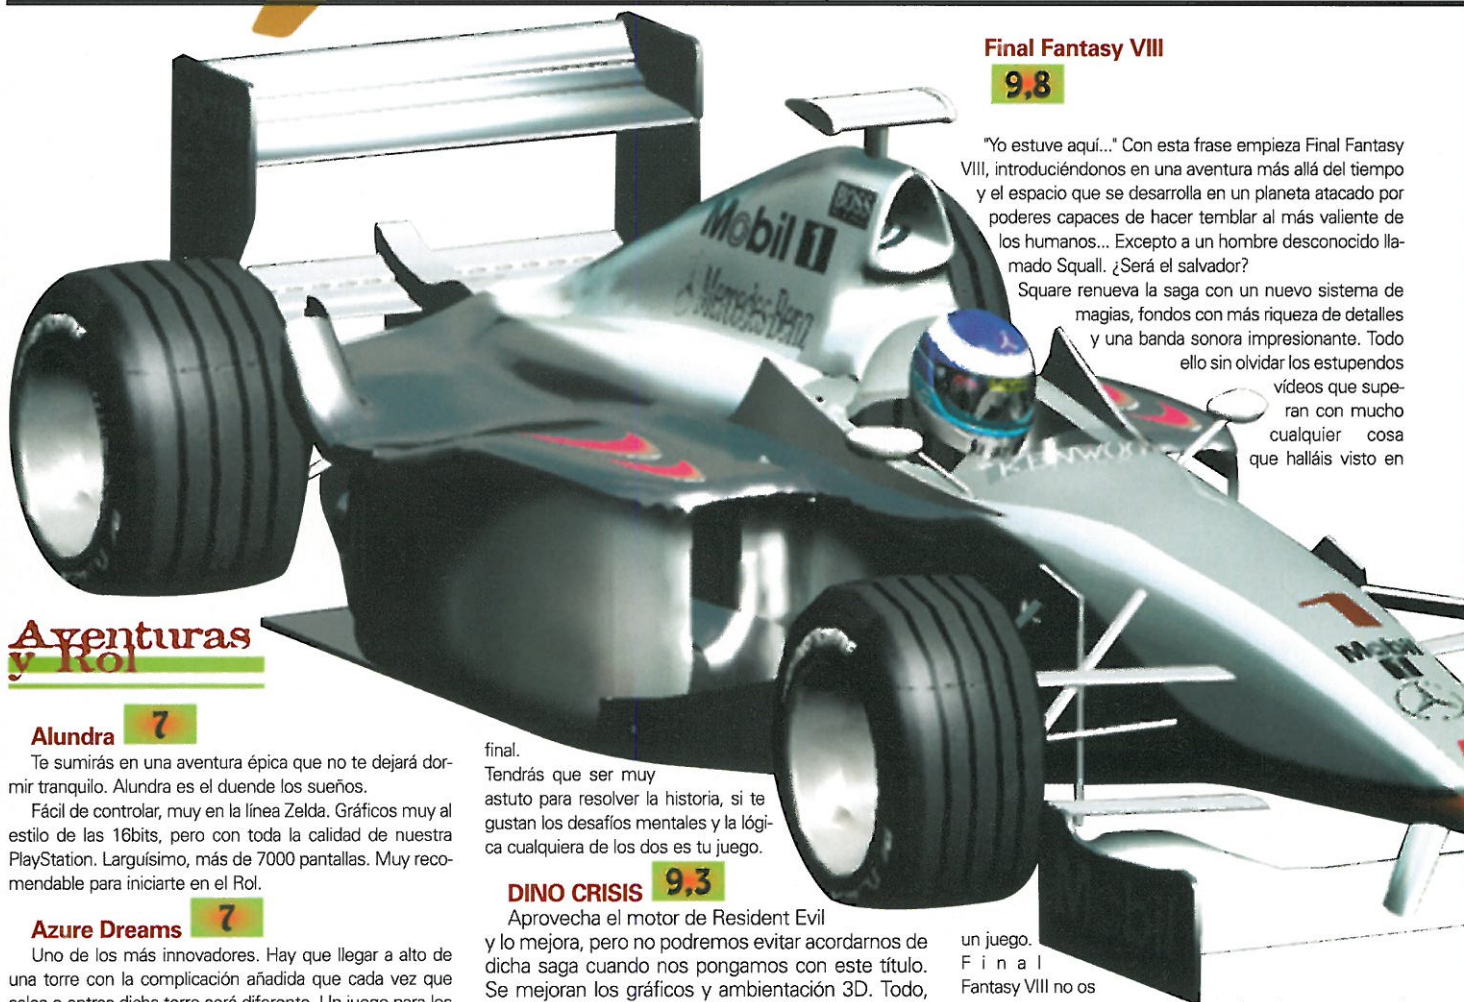 Aventuras
y Rol
Alundra 7
Te sumirás en una aventura épica que no te dejará dor-
mir tranquilo. Alundra es el duende los sueños.
Fácil de controlar, muy en la línea Zelda. Gráficos muy al
estilo de las 16bits, pero con toda la calidad de nuestra
PlayStation. Larguísimo, más de 7000 pantallas. Muy reco-
mendable para iniciarte en el Rol.
Azure Dreams 7
Uno de los más innovadores. Hay que llegar a alto de
una torre con la complicación añadida que cada vez que
final.
Tendrás que ser muy
astuto para resolver la historia, si te
gustan los desafíos mentales y la lógi-
ca cualquiera de los dos es tu juego.
DINO CRISIS 9,3
Aprovecha el motor de Resident Evil
y lo mejora, pero no podremos evitar acordarnos de
dicha saga cuando nos pongamos con este título.
Se mejoran los gráficos y ambientación 3D. Todo,
Final Fantasy VIII
9,8
"Yo estuve aquí..." Con esta frase empieza Final Fantasy
VIII, introduciéndonos en una aventura más allá del tiempo
y el espacio que se desarrolla en un planeta atacado por
poderes capaces de hacer temblar al más valiente de
los humanos... Excepto a un hombre desconocido lla-
mado Squall. ¿Será el salvador?
Square renueva la saga con un nuevo sistema de
magias, fondos con más riqueza de detalles
y una banda sonora impresionante. Todo
ello sin olvidar los estupendos
vídeos que supe-
ran con mucho
cualquier cosa
que halláis visto en
un juego.
Final
Fantasy VIII no os
Mobil 1
BOSS
Mercedes-Benz
KENWOOD
Mobil
1